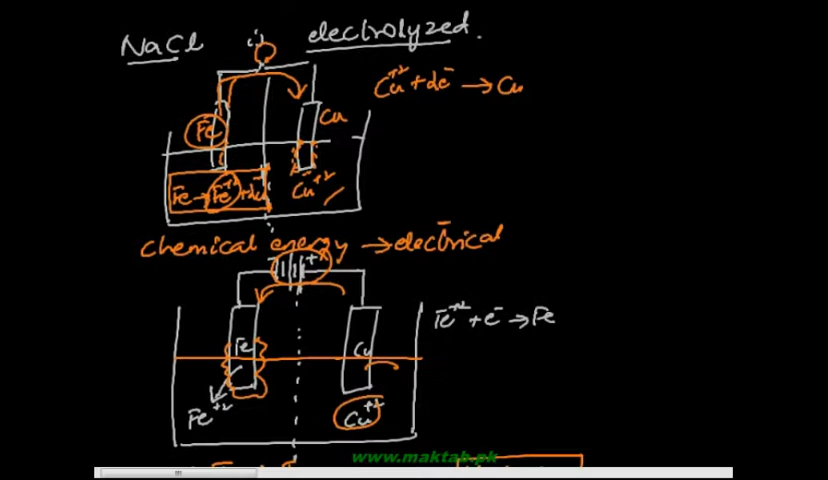 NaCl electrolyzed.
Cu+2 + 2e- → Cu
Fe Cu
Fe → Fe+2 + 2e- Cu+2
chemical energy → electrical
- +
Fe+2 + e- → Fe
Fe Cu
Fe+2 Cu+2
www.maktab.pk